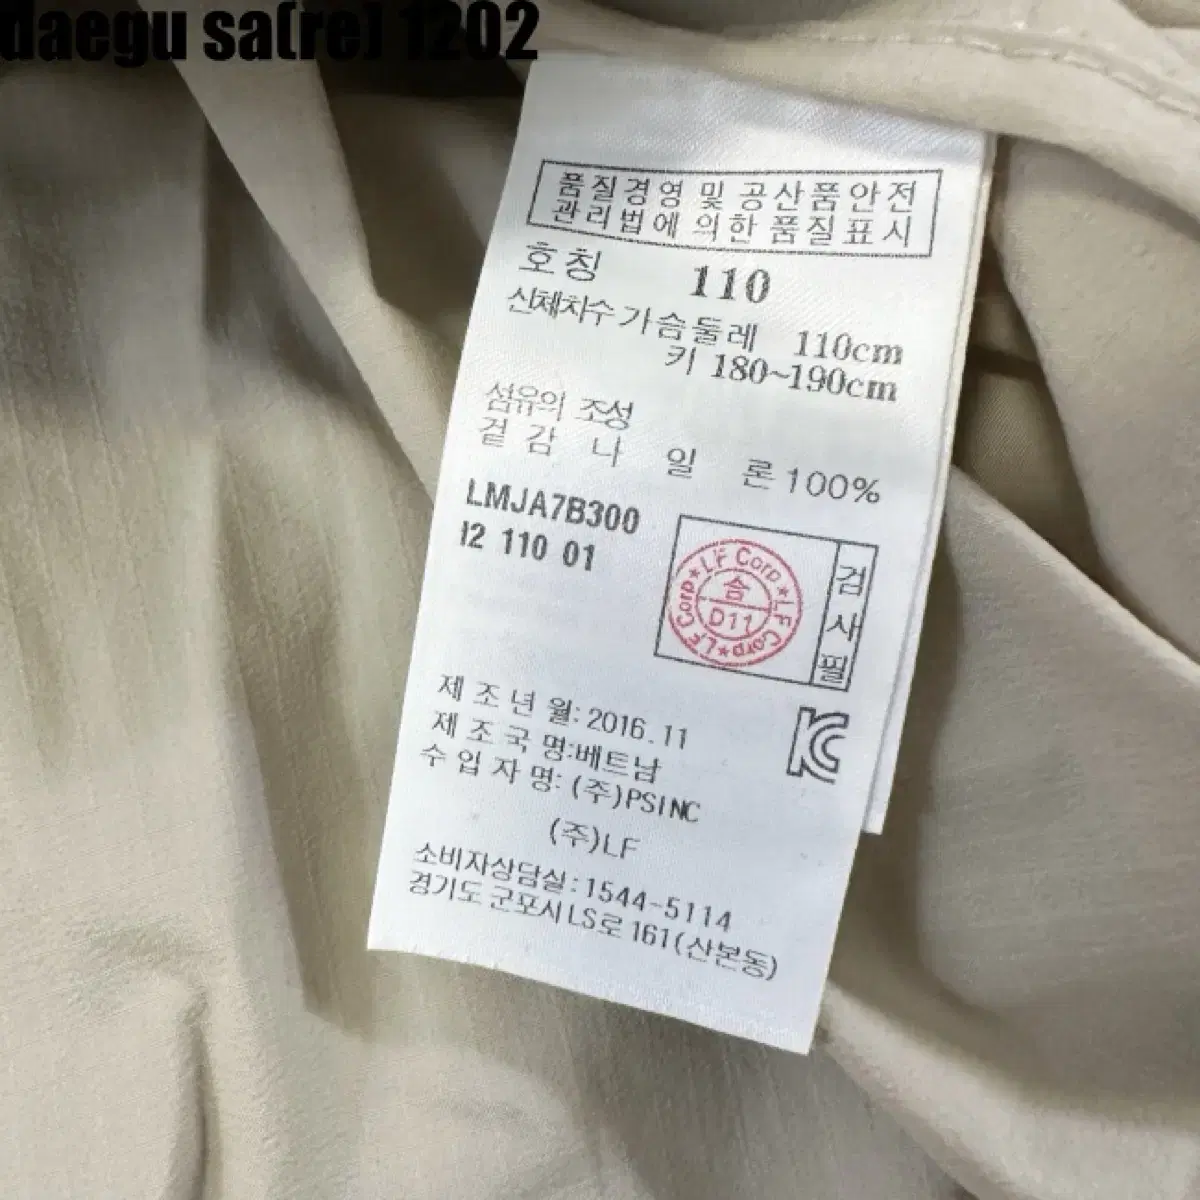 daegu sa(re) 1202
품질경영 및 공산품안전
관리법에 의한 품질표시
호칭 110
신체치수 가슴둘레 110cm
키 180~190cm
섬유의 조성
겉감 나일론 100%
LMJA7B300
I2 110 01
LF Corp★LF Corp★LF Corp★
합
D11
검사필
제조년월: 2016.11
제조국명:베트남
수입자명: (주)PSINC
(주)LF
소비자상담실: 1544-5114
경기도 군포시 LS로 161(산본동)